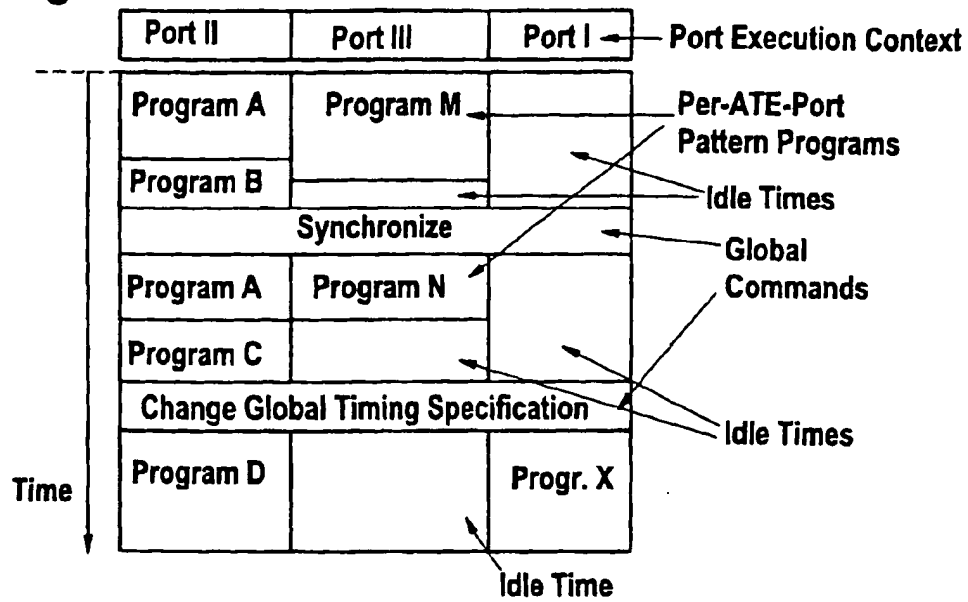 Port II Port III Port I Port Execution Context
Program A Program M Per-ATE-Port
Pattern Programs
Program B Idle Times
Synchronize Global
Commands
Program A Program N
Program C
Change Global Timing Specification
Idle Times
Program D Progr. X
Time
Idle Time